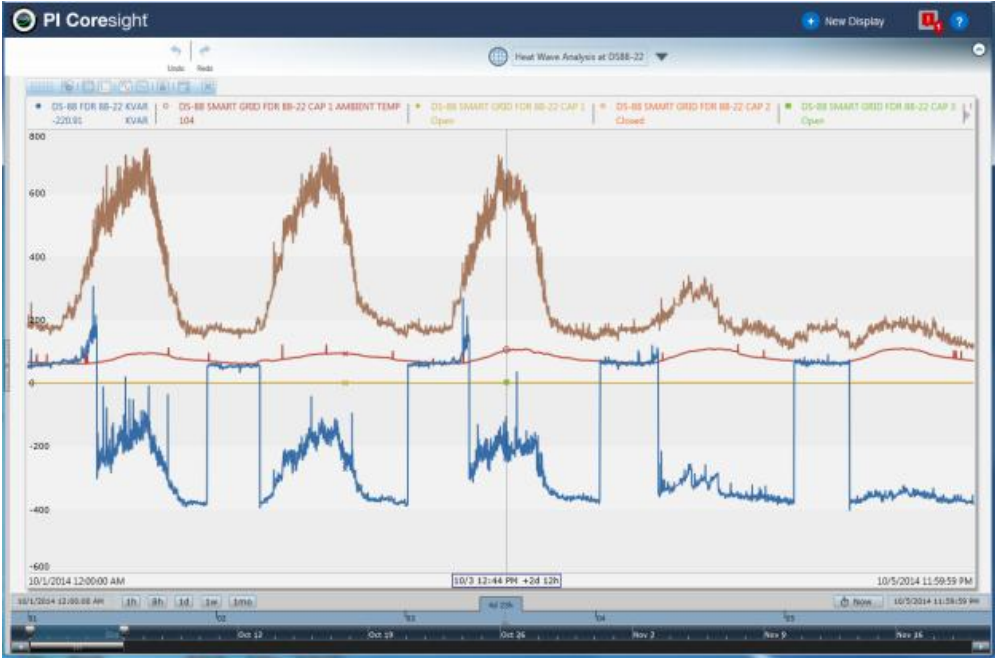 PI Coresight
New Display
Undo Redo
Heat Wave Analysis at DS88-22
DS-88 FDR 88-22 KVAR
-220.91 KVAR
DS-88 SMART GRID FDR 88-22 CAP 1 AMBIENT TEMP
104
DS-88 SMART GRID FDR 88-22 CAP 1
Open
DS-88 SMART GRID FDR 88-22 CAP 2
Closed
DS-88 SMART GRID FDR 88-22 CAP 3
Open
800
600
400
200
0
-200
-400
-600
10/1/2014 12:00:00 AM
10/3 12:44 PM +2d 12h
10/5/2014 11:59:59 PM
10/1/2014 12:00:00 AM
1h 8h 1d 1w 1mo
4d 23h
Now
10/5/2014 11:59:59 PM
01 02 03 04 05
Oct 12 Oct 19 Oct 26 Nov 2 Nov 9 Nov 16